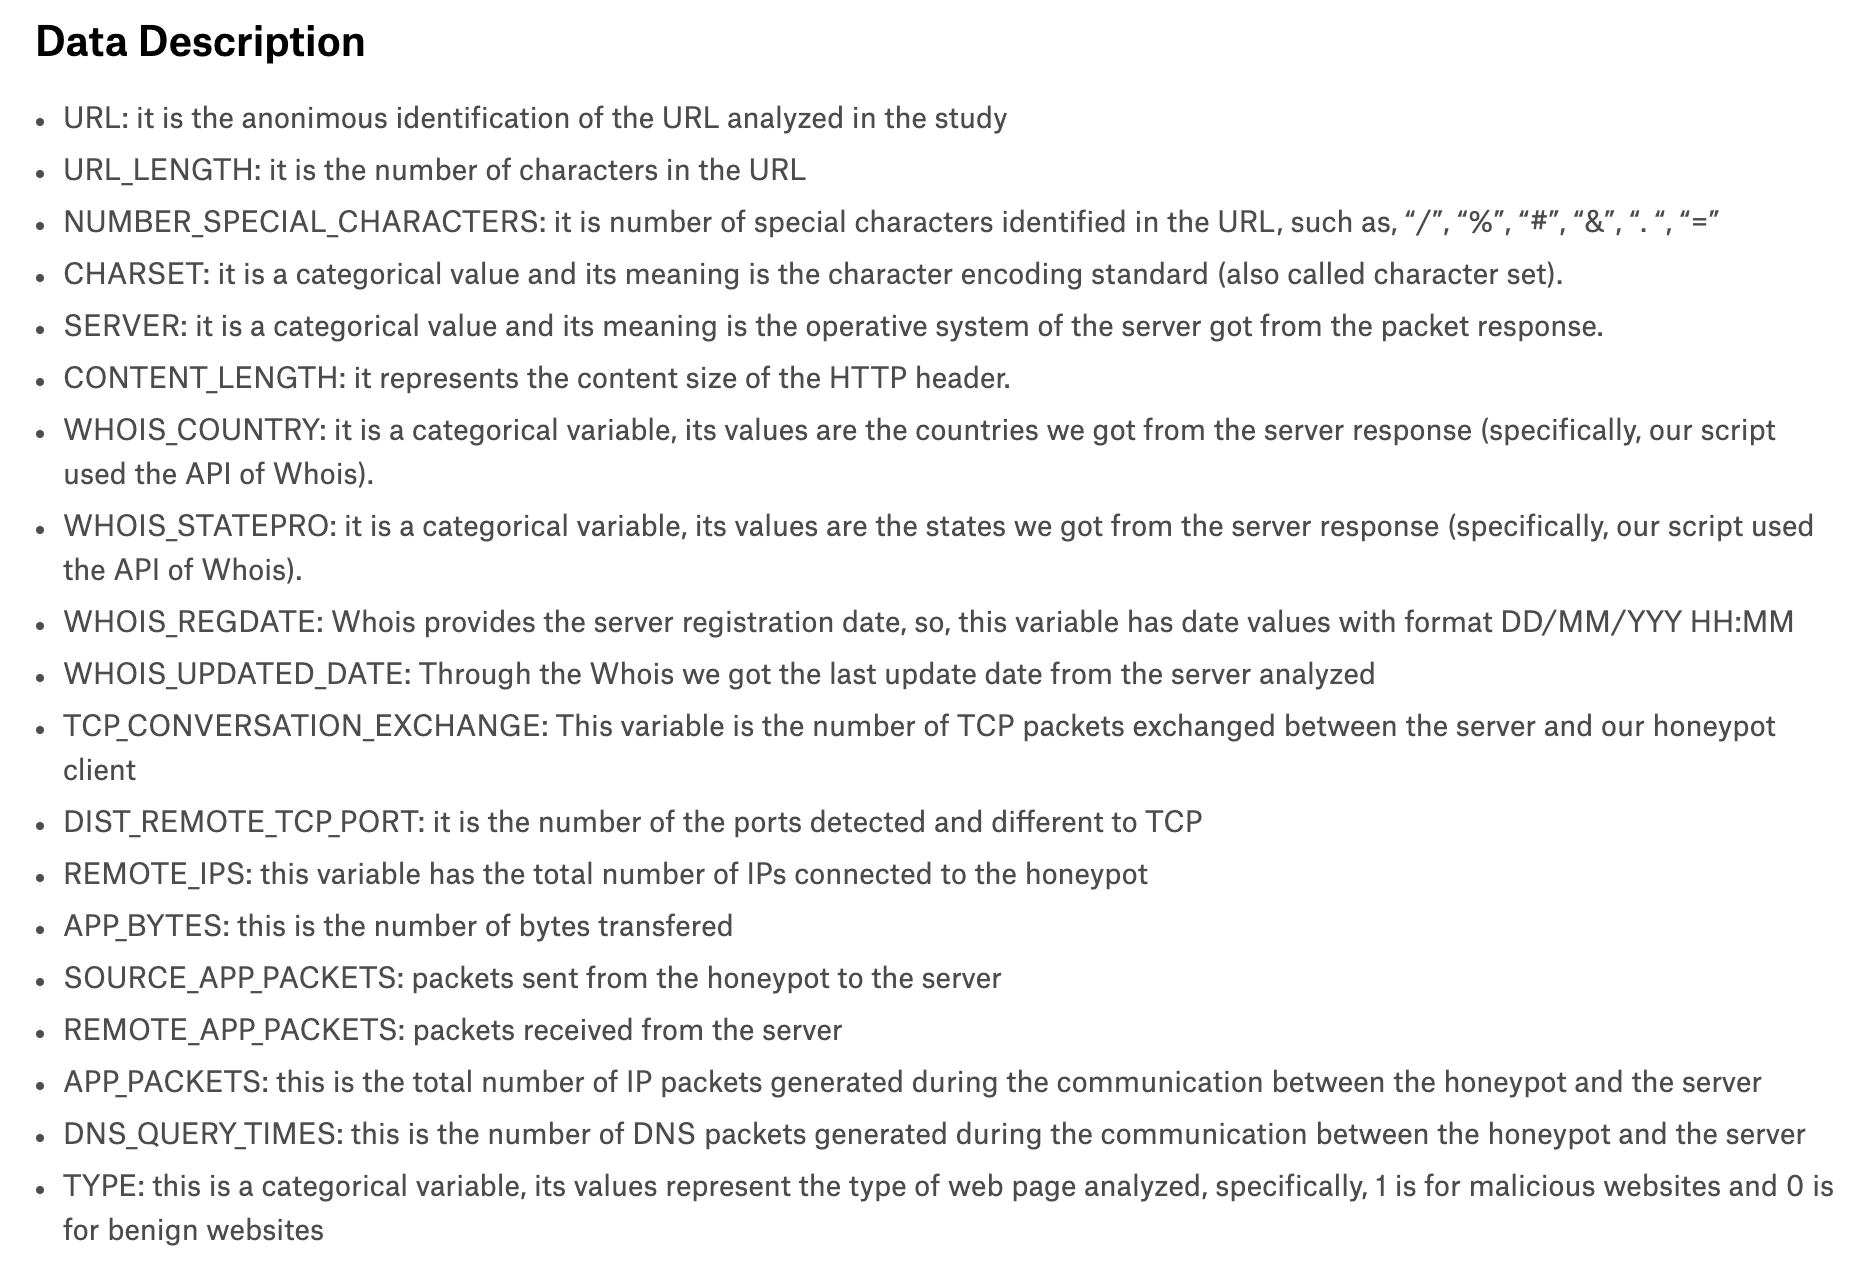 Data Description
• URL: it is the anonimous identification of the URL analyzed in the study
• URL_LENGTH: it is the number of characters in the URL
• NUMBER_SPECIAL_CHARACTERS: it is number of special characters identified in the URL, such as, “/”, “%”, “#”, “&”, “. “, “=”
• CHARSET: it is a categorical value and its meaning is the character encoding standard (also called character set).
• SERVER: it is a categorical value and its meaning is the operative system of the server got from the packet response.
• CONTENT_LENGTH: it represents the content size of the HTTP header.
• WHOIS_COUNTRY: it is a categorical variable, its values are the countries we got from the server response (specifically, our script
used the API of Whois).
• WHOIS_STATEPRO: it is a categorical variable, its values are the states we got from the server response (specifically, our script used
the API of Whois).
• WHOIS_REGDATE: Whois provides the server registration date, so, this variable has date values with format DD/MM/YYY HH:MM
• WHOIS_UPDATED_DATE: Through the Whois we got the last update date from the server analyzed
• TCP_CONVERSATION_EXCHANGE: This variable is the number of TCP packets exchanged between the server and our honeypot
client
• DIST_REMOTE_TCP_PORT: it is the number of the ports detected and different to TCP
• REMOTE_IPS: this variable has the total number of IPs connected to the honeypot
• APP_BYTES: this is the number of bytes transfered
• SOURCE_APP_PACKETS: packets sent from the honeypot to the server
• REMOTE_APP_PACKETS: packets received from the server
• APP_PACKETS: this is the total number of IP packets generated during the communication between the honeypot and the server
• DNS_QUERY_TIMES: this is the number of DNS packets generated during the communication between the honeypot and the server
• TYPE: this is a categorical variable, its values represent the type of web page analyzed, specifically, 1 is for malicious websites and 0 is
for benign websites